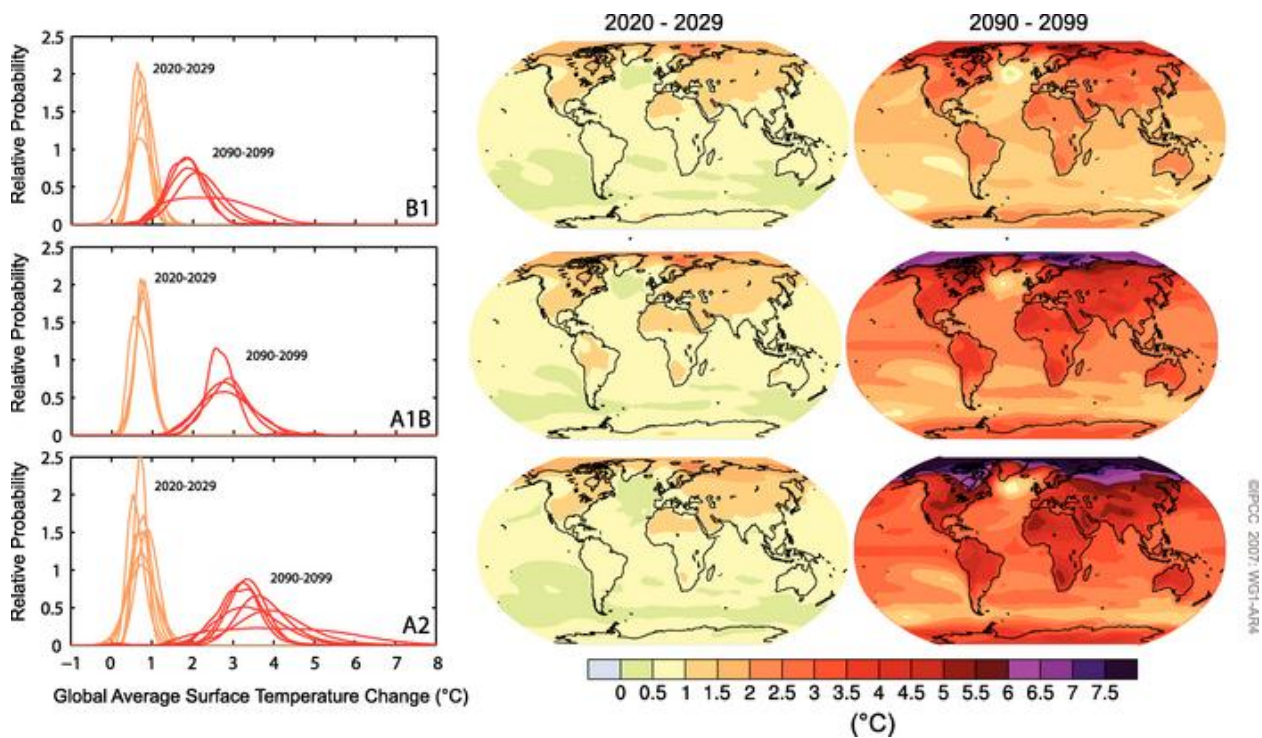 2020 - 2029
2090 - 2099
Relative Probability
2.5
2
1.5
1
0.5
0
2020-2029
2090-2099
B1
Relative Probability
2.5
2
1.5
1
0.5
0
2020-2029
2090-2099
A1B
Relative Probability
2.5
2
1.5
1
0.5
0
2020-2029
2090-2099
A2
-1 0 1 2 3 4 5 6 7 8
Global Average Surface Temperature Change (°C)
0 0.5 1 1.5 2 2.5 3 3.5 4 4.5 5 5.5 6 6.5 7 7.5
(°C)
©IPCC 2007: WG1-AR4